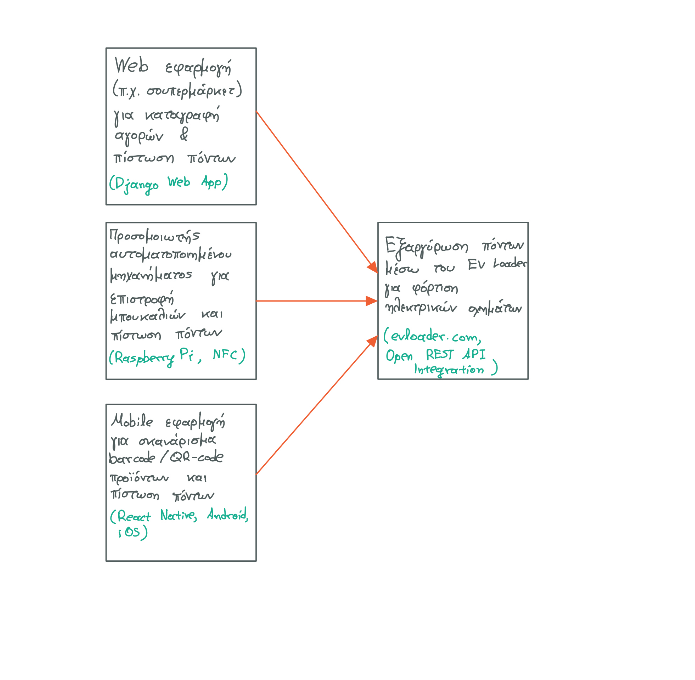 Web εφαρμογή
(π.χ. σουπερμάρκετ)
για καταγραφή
αγορών &
πίστωση πόντων
(Django Web App)
Προσομοιωτής
αυτοματοποιημένου
μηχανήματος για
επιστροφή
μπουκαλιών και
πίστωση πόντων
(Raspberry Pi, NFC)
Mobile εφαρμογή
για σκανάρισμα
barcode/QR-code
προϊόντων και
πίστωση πόντων
(React Native, Android,
iOS)
Εξαργύρωση πόντων
μέσω του EV Loader
για φόρτιση
ηλεκτρικών οχημάτων
(evloader.com,
Open REST API
Integration)